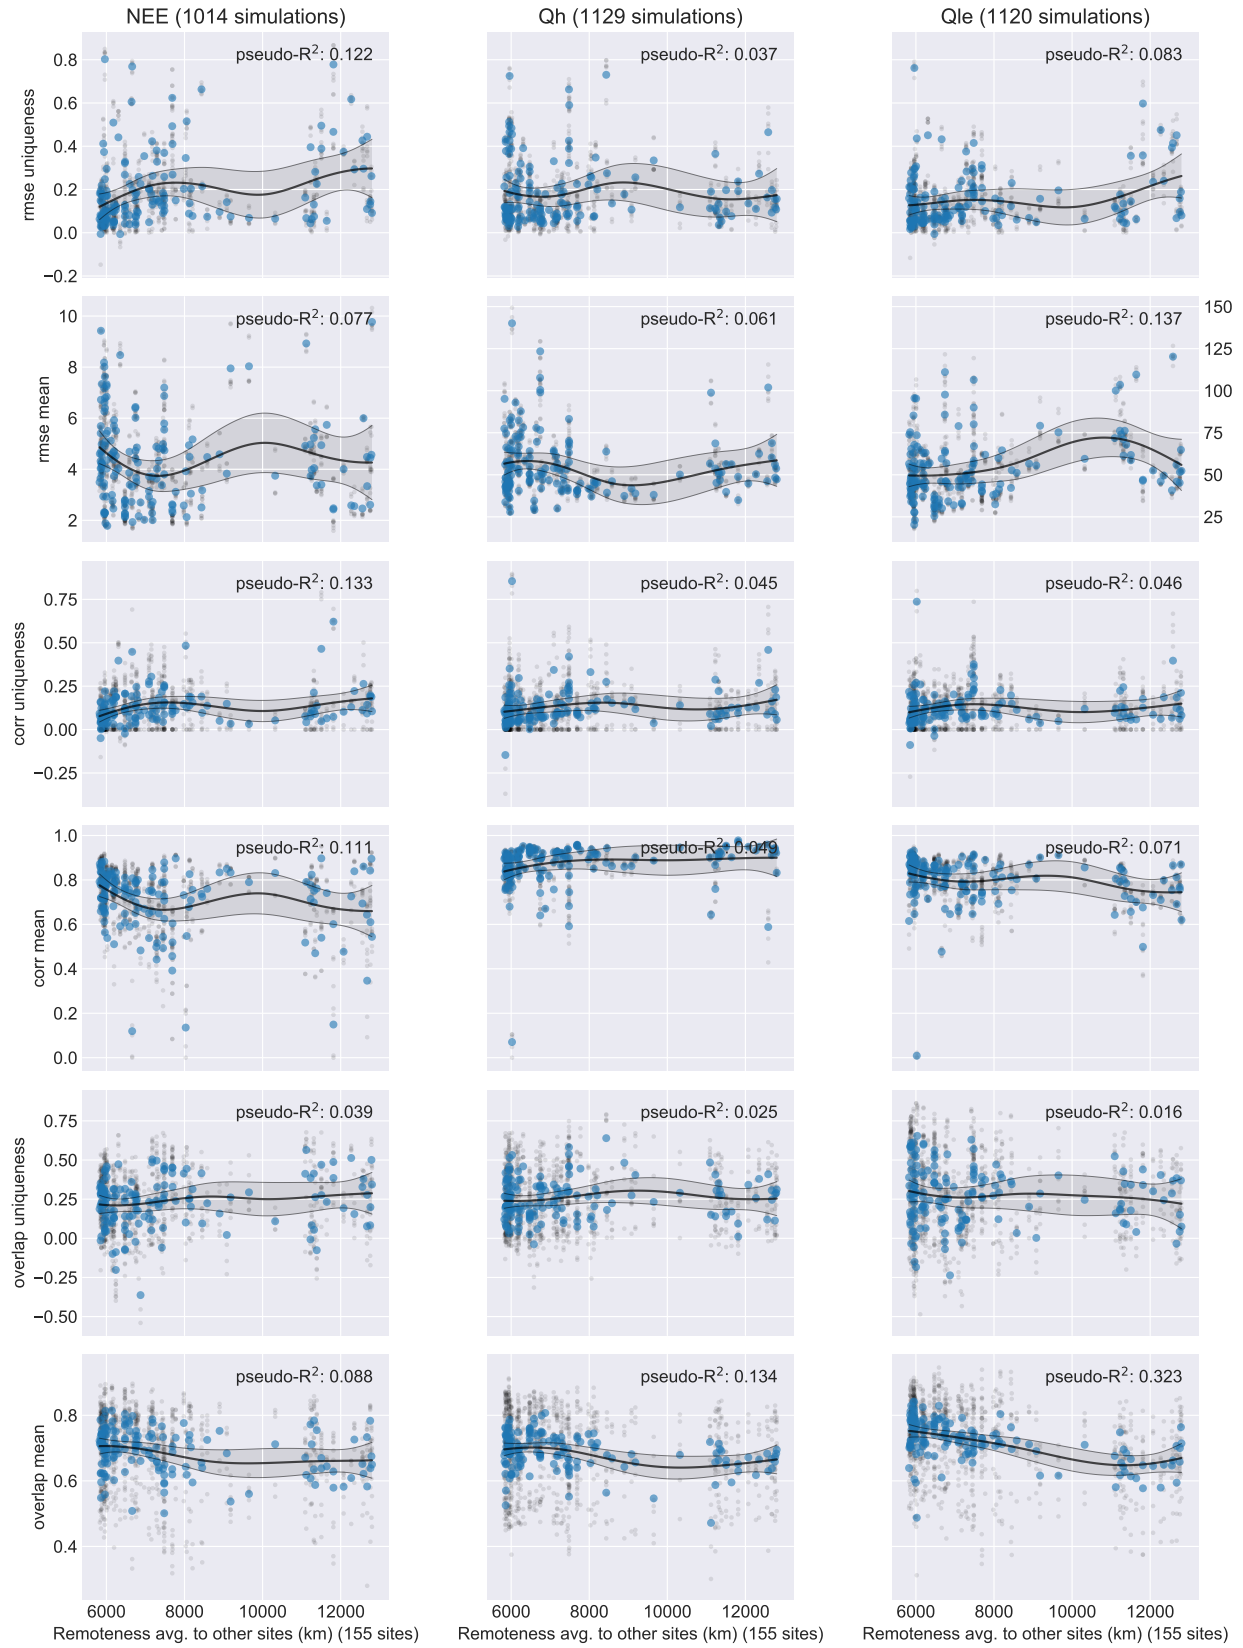 NEE (1014 simulations) Qh (1129 simulations) Qle (1120 simulations)
pseudo-R²: 0.122 pseudo-R²: 0.037 pseudo-R²: 0.083
rmse uniqueness
0.8
0.6
0.4
0.2
0.0
−0.2
pseudo-R²: 0.077 pseudo-R²: 0.061 pseudo-R²: 0.137
rmse mean
10
8
6
4
2
150
125
100
75
50
25
pseudo-R²: 0.133 pseudo-R²: 0.045 pseudo-R²: 0.046
corr uniqueness
0.75
0.50
0.25
0.00
−0.25
pseudo-R²: 0.111 pseudo-R²: 0.049 pseudo-R²: 0.071
corr mean
1.0
0.8
0.6
0.4
0.2
0.0
pseudo-R²: 0.039 pseudo-R²: 0.025 pseudo-R²: 0.016
overlap uniqueness
0.75
0.50
0.25
0.00
−0.25
−0.50
pseudo-R²: 0.088 pseudo-R²: 0.134 pseudo-R²: 0.323
overlap mean
0.8
0.6
0.4
6000 8000 10000 12000 6000 8000 10000 12000 6000 8000 10000 12000
Remoteness avg. to other sites (km) (155 sites) Remoteness avg. to other sites (km) (155 sites) Remoteness avg. to other sites (km) (155 sites)